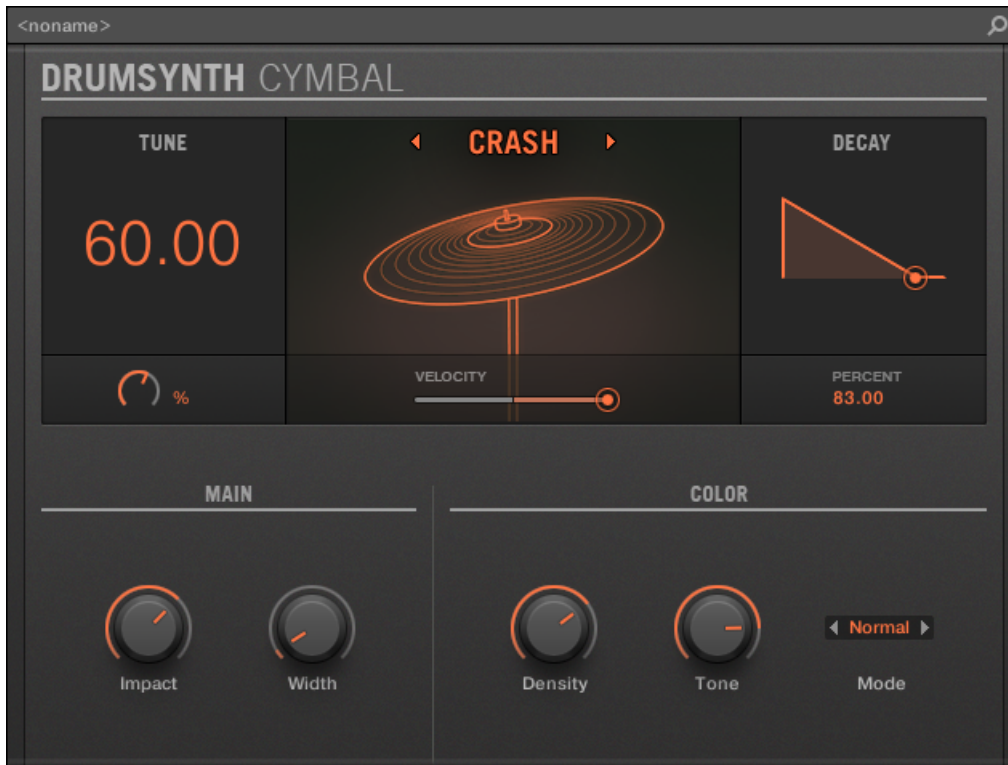 <noname>
DRUMSYNTH CYMBAL
TUNE
60.00
%
CRASH
VELOCITY
DECAY
PERCENT
83.00
MAIN
Impact
Width
COLOR
Density
Tone
Normal
Mode